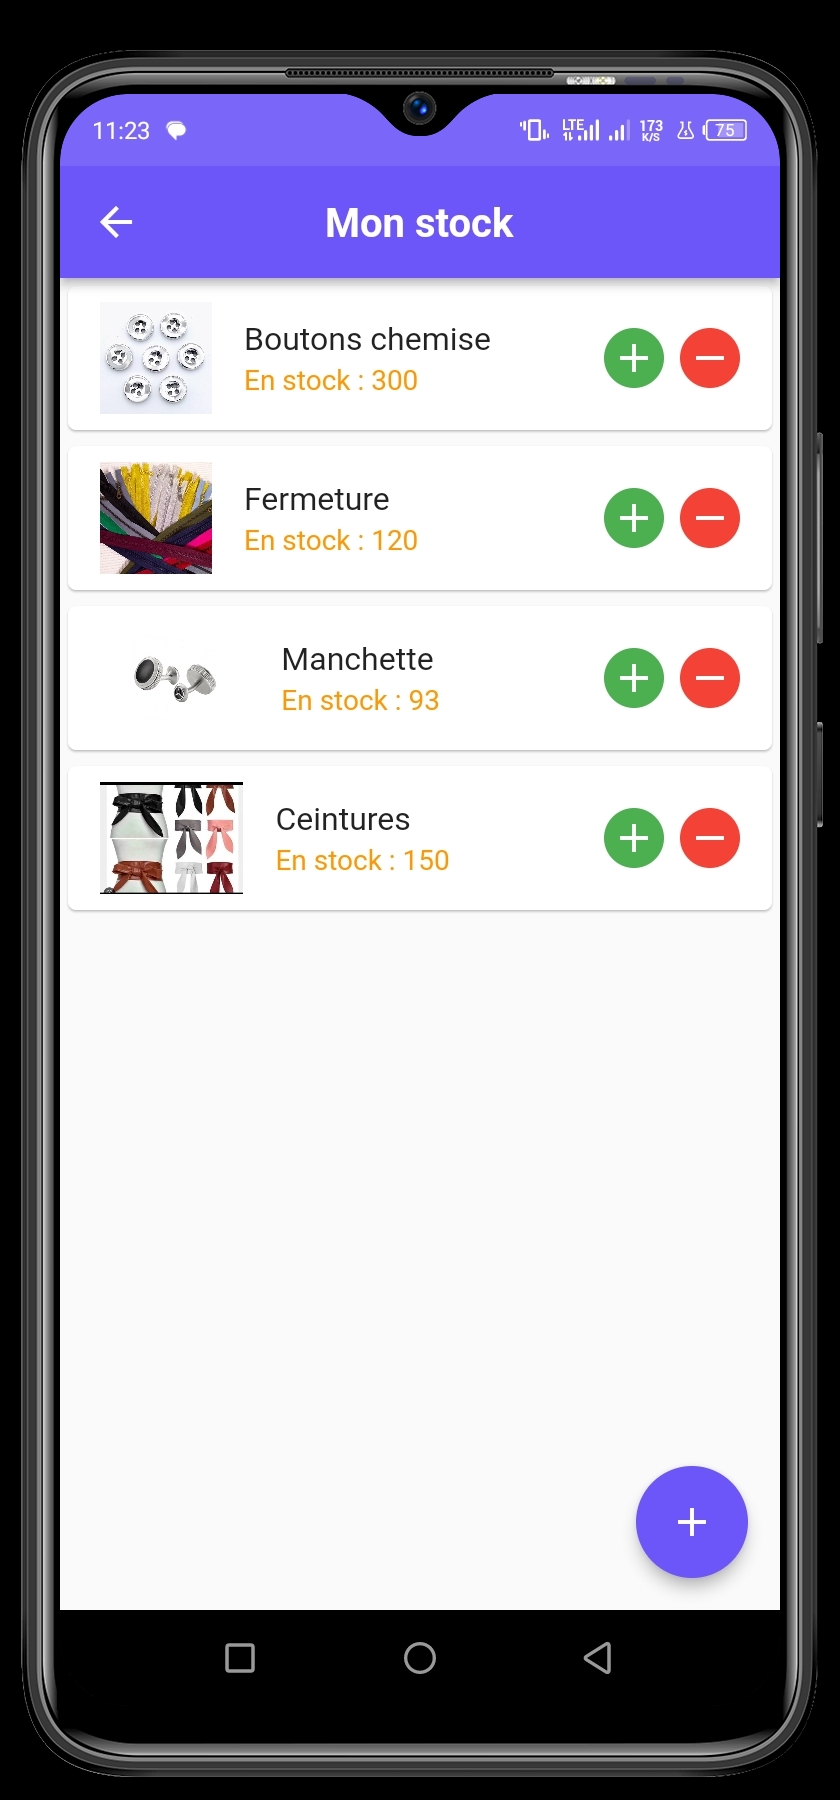 11:23 LTE 173 K/S 75
Mon stock
Boutons chemise
En stock : 300
Fermeture
En stock : 120
Manchette
En stock : 93
Ceintures
En stock : 150